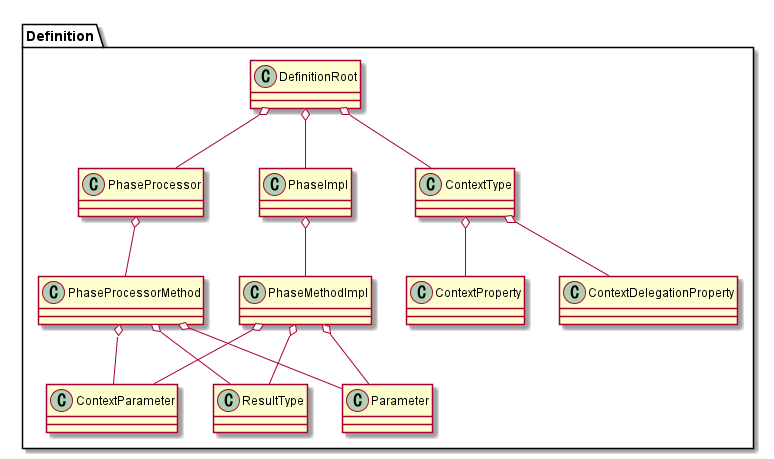 Definition
C DefinitionRoot
C PhaseProcessor
C PhaseImpl
C ContextType
C PhaseProcessorMethod
C PhaseMethodImpl
C ContextProperty
C ContextDelegationProperty
C ContextParameter
C ResultType
C Parameter